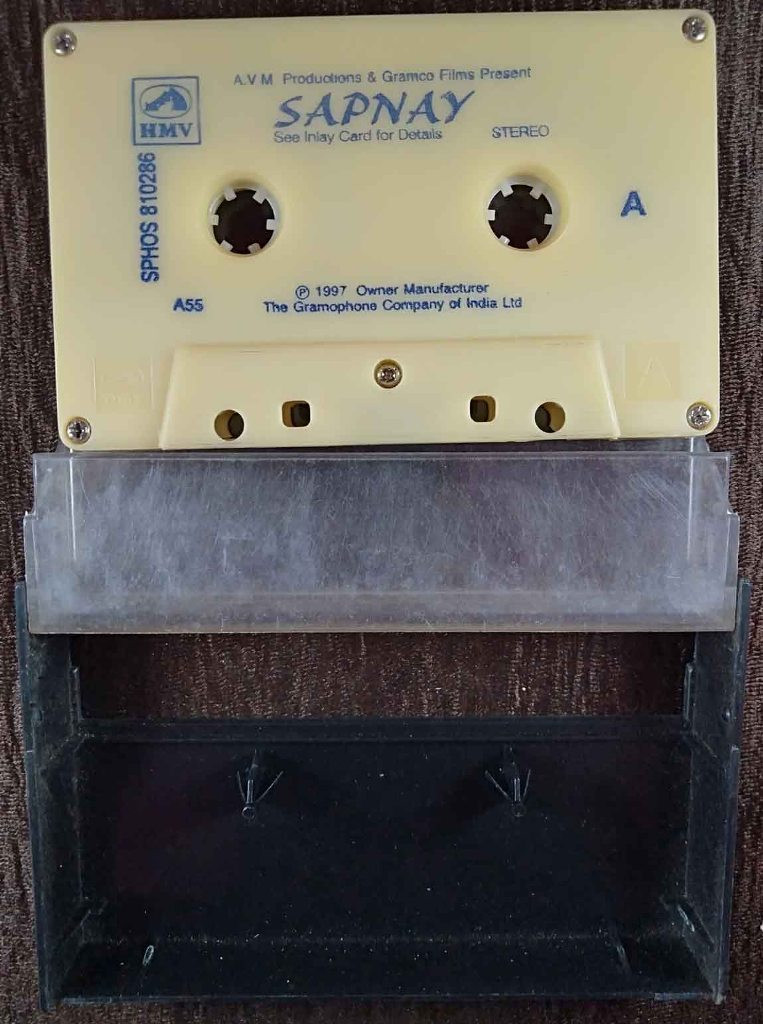 A.V M Productions & Gramco Films Present
HMV
SAPNAY
See Inlay Card for Details
STEREO
SPHOS 810286
A
A55
℗ 1997 Owner Manufacturer
The Gramophone Company of India Ltd
A